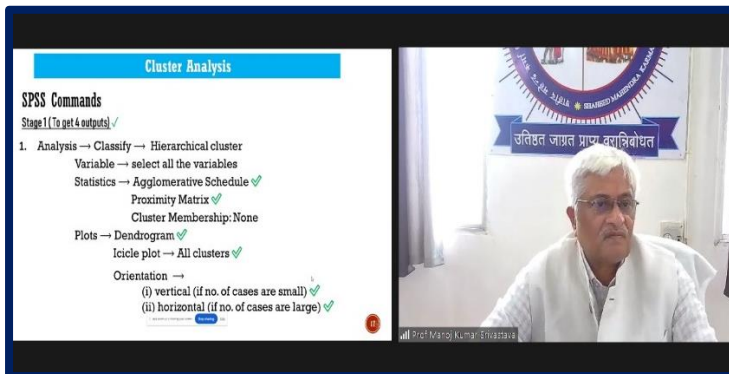 Cluster Analysis
SPSS Commands
Stage 1 ( To get 4 outputs) ✓
1. Analysis → Classify → Hierarchical cluster
Variable → select all the variables
Statistics → Agglomerative Schedule ✓
Proximity Matrix ✓
Cluster Membership: None
Plots → Dendrogram ✓
Icicle plot → All clusters ✓
Orientation →
(i) vertical (if no. of cases are small) ✓
(ii) horizontal (if no. of cases are large) ✓
17
SHAHEED MAHENDRA KARMA
उत्तिष्ठत जाग्रत प्राप्य वरान्निबोधत
Prof Manoj Kumar Srivastava